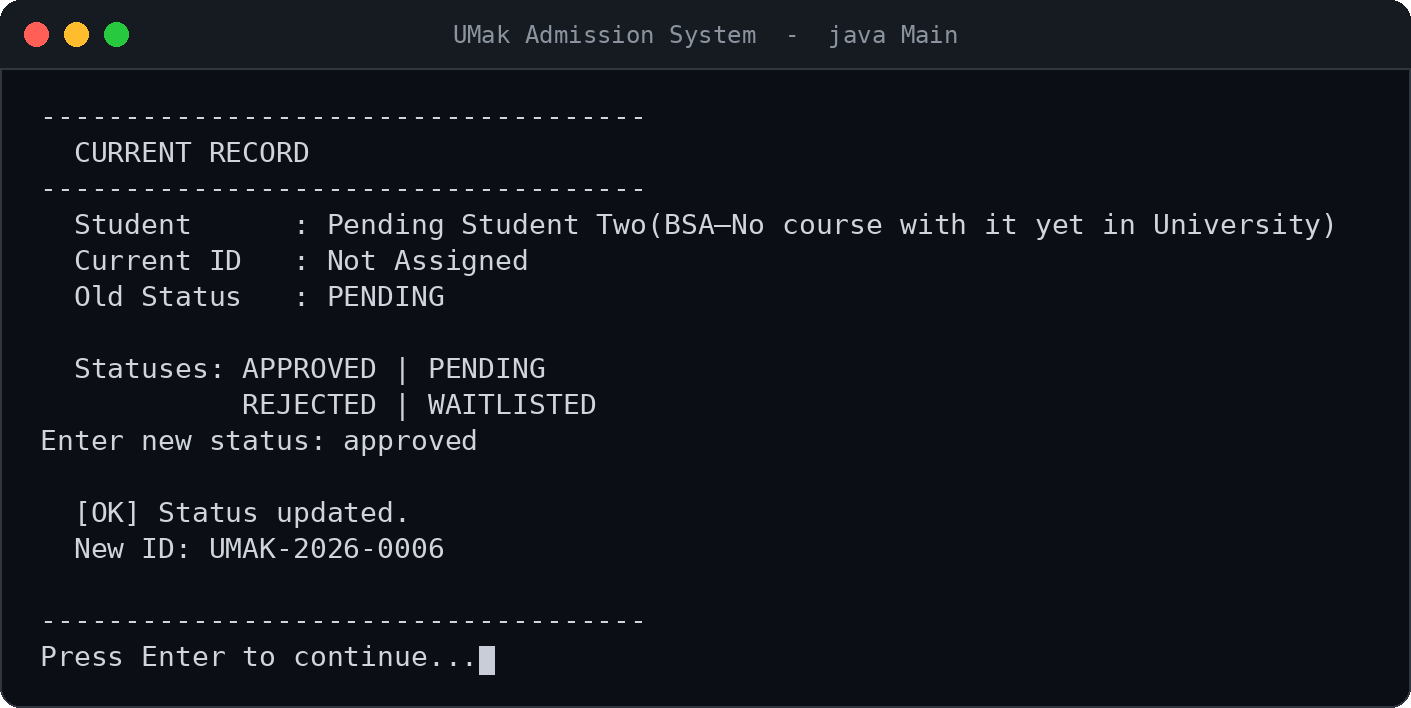 UMak Admission System  -  java Main
------------------------------------
  CURRENT RECORD
------------------------------------
  Student      : Pending Student Two(BSA—No course with it yet in University)
  Current ID   : Not Assigned
  Old Status   : PENDING
  Statuses: APPROVED | PENDING
            REJECTED | WAITLISTED
Enter new status: approved
  [OK] Status updated.
  New ID: UMAK-2026-0006
------------------------------------
Press Enter to continue...